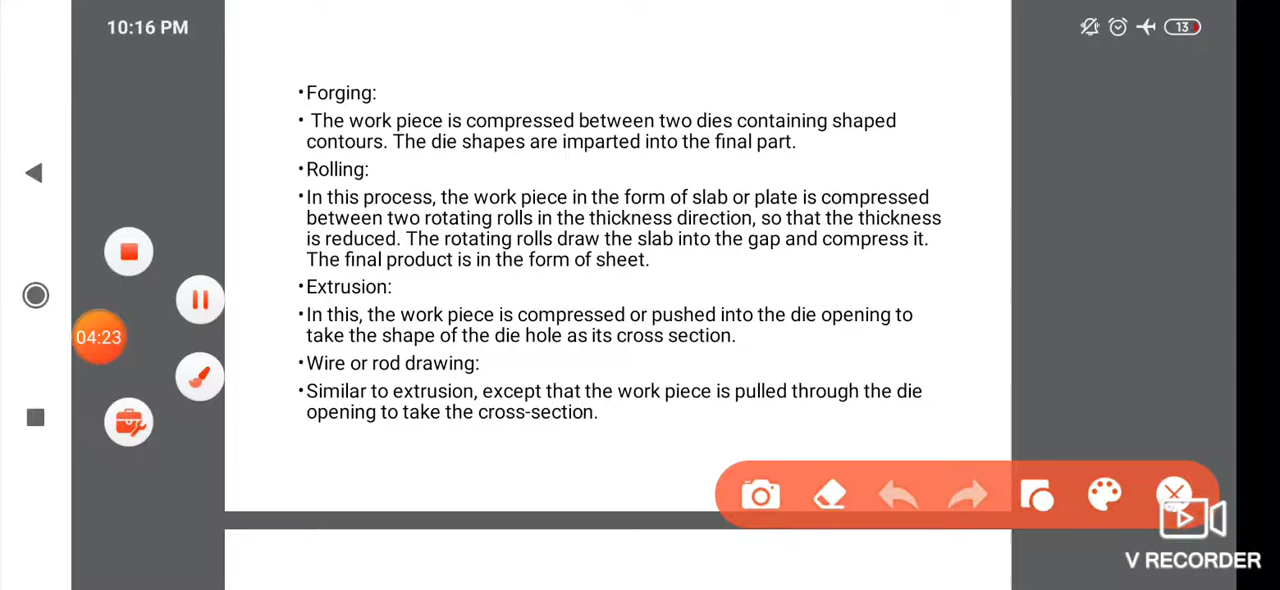 10:16 PM
13
•Forging:
• The work piece is compressed between two dies containing shaped
contours. The die shapes are imparted into the final part.
•Rolling:
•In this process, the work piece in the form of slab or plate is compressed
between two rotating rolls in the thickness direction, so that the thickness
is reduced. The rotating rolls draw the slab into the gap and compress it.
The final product is in the form of sheet.
•Extrusion:
•In this, the work piece is compressed or pushed into the die opening to
take the shape of the die hole as its cross section.
•Wire or rod drawing:
•Similar to extrusion, except that the work piece is pulled through the die
opening to take the cross-section.
04:23
V RECORDER